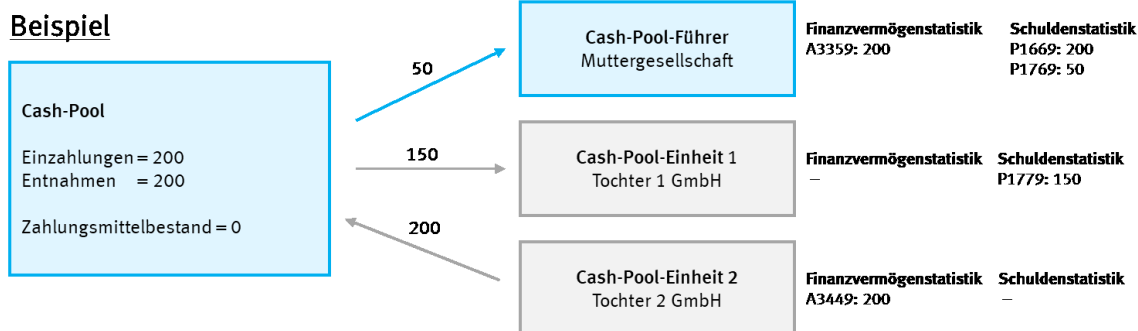 Beispiel
Cash-Pool
Einzahlungen = 200
Entnahmen = 200
Zahlungsmittelbestand = 0
50
150
200
Cash-Pool-Führer
Muttergesellschaft
Finanzvermögenstatistik Schuldenstatistik
A3359: 200 P1669: 200
P1769: 50
Cash-Pool-Einheit 1
Tochter 1 GmbH
Finanzvermögenstatistik Schuldenstatistik
– P1779: 150
Cash-Pool-Einheit 2
Tochter 2 GmbH
Finanzvermögenstatistik Schuldenstatistik
A3449: 200 –